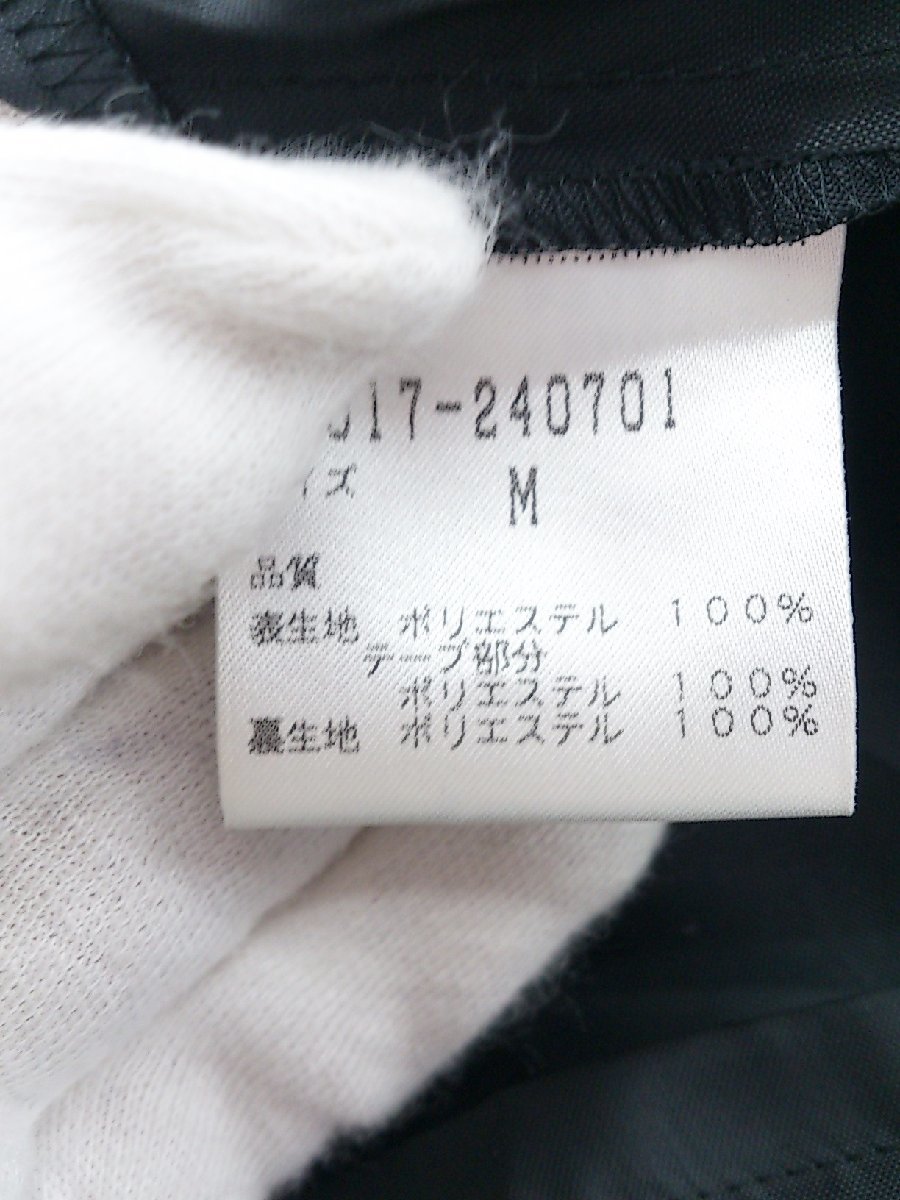 17-240701
ズ M
品質
表生地 ポリエステル 100%
テープ部分
ポリエステル 100%
裏生地 ポリエステル 100%